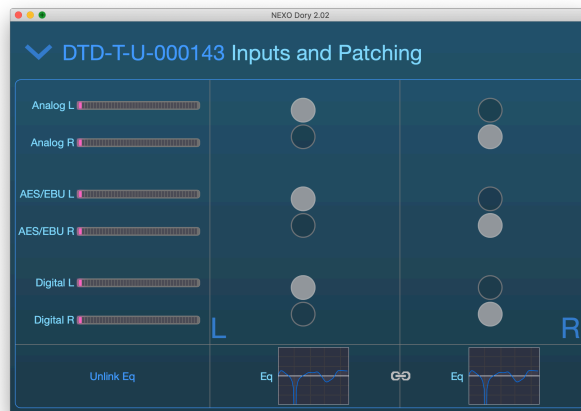 NEXO Dory 2.02
DTD-T-U-000143 Inputs and Patching
Analog L
Analog R
AES/EBU L
AES/EBU R
Digital L
Digital R
L
R
Unlink Eq
Eq
Eq